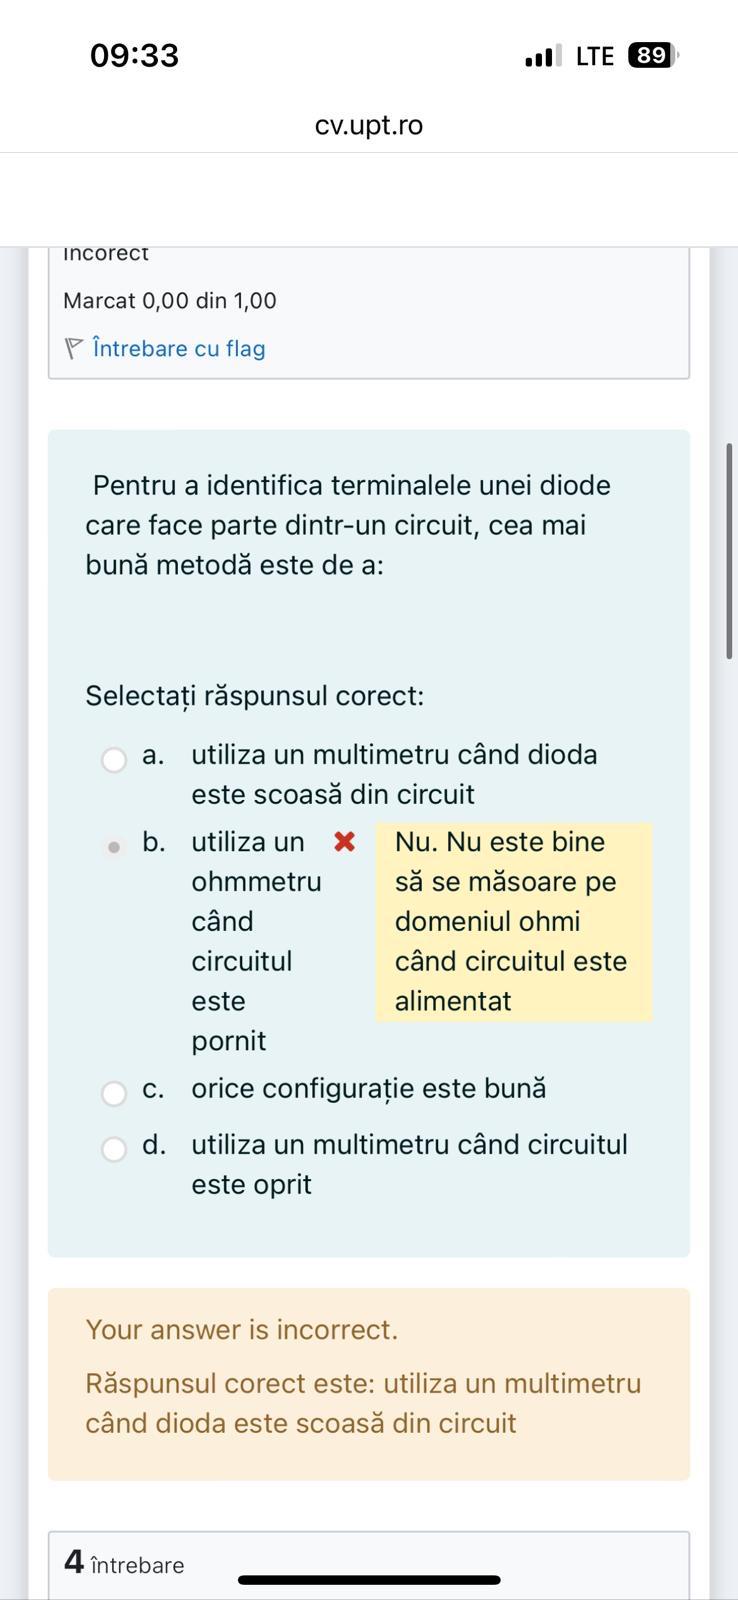 09:33
LTE 89
cv.upt.ro
Incorect
Marcat 0,00 din 1,00
Întrebare cu flag
Pentru a identifica terminalele unei diode
care face parte dintr-un circuit, cea mai
bună metodă este de a:
Selectați răspunsul corect:
a. utiliza un multimetru când dioda
este scoasă din circuit
b. utiliza un
ohmmetru
când
circuitul
este
pornit
Nu. Nu este bine
să se măsoare pe
domeniul ohmi
când circuitul este
alimentat
c. orice configurație este bună
d. utiliza un multimetru când circuitul
este oprit
Your answer is incorrect.
Răspunsul corect este: utiliza un multimetru
când dioda este scoasă din circuit
4 întrebare